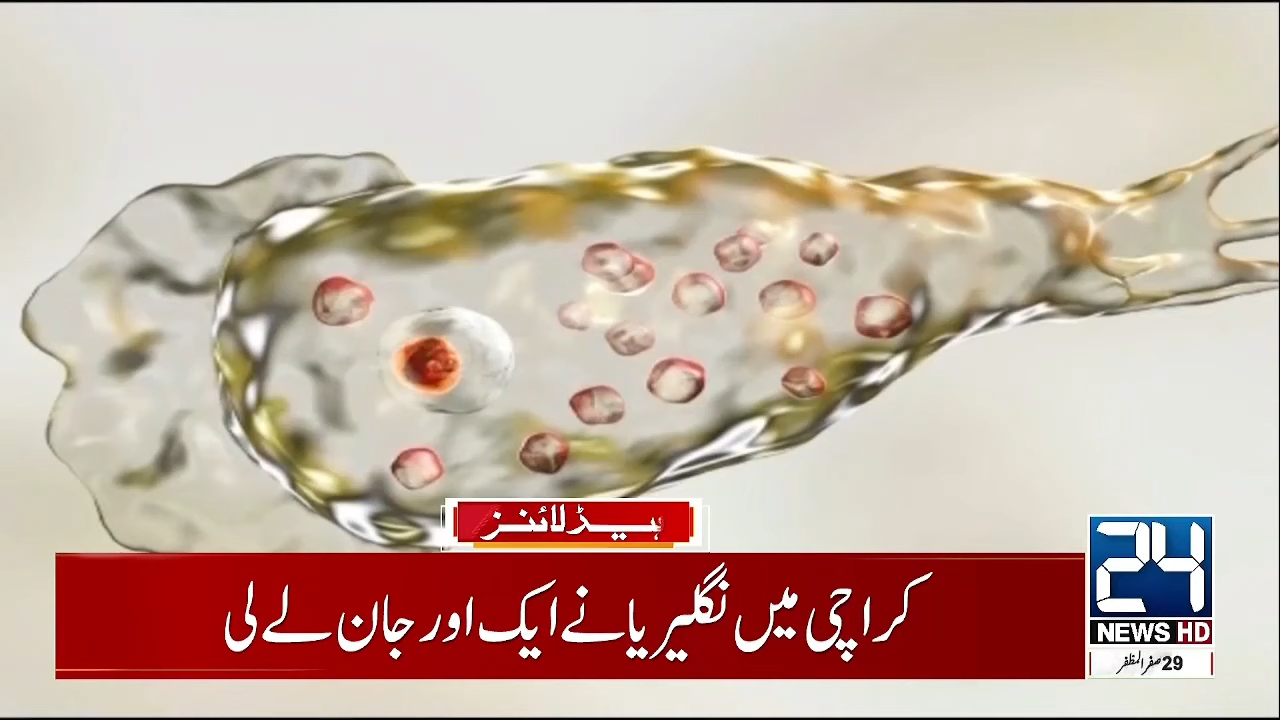 ہیڈلائنز
کراچی میں نگلیریا نے ایک اور جان لے لی
24
NEWS HD
29 صفر المظفر